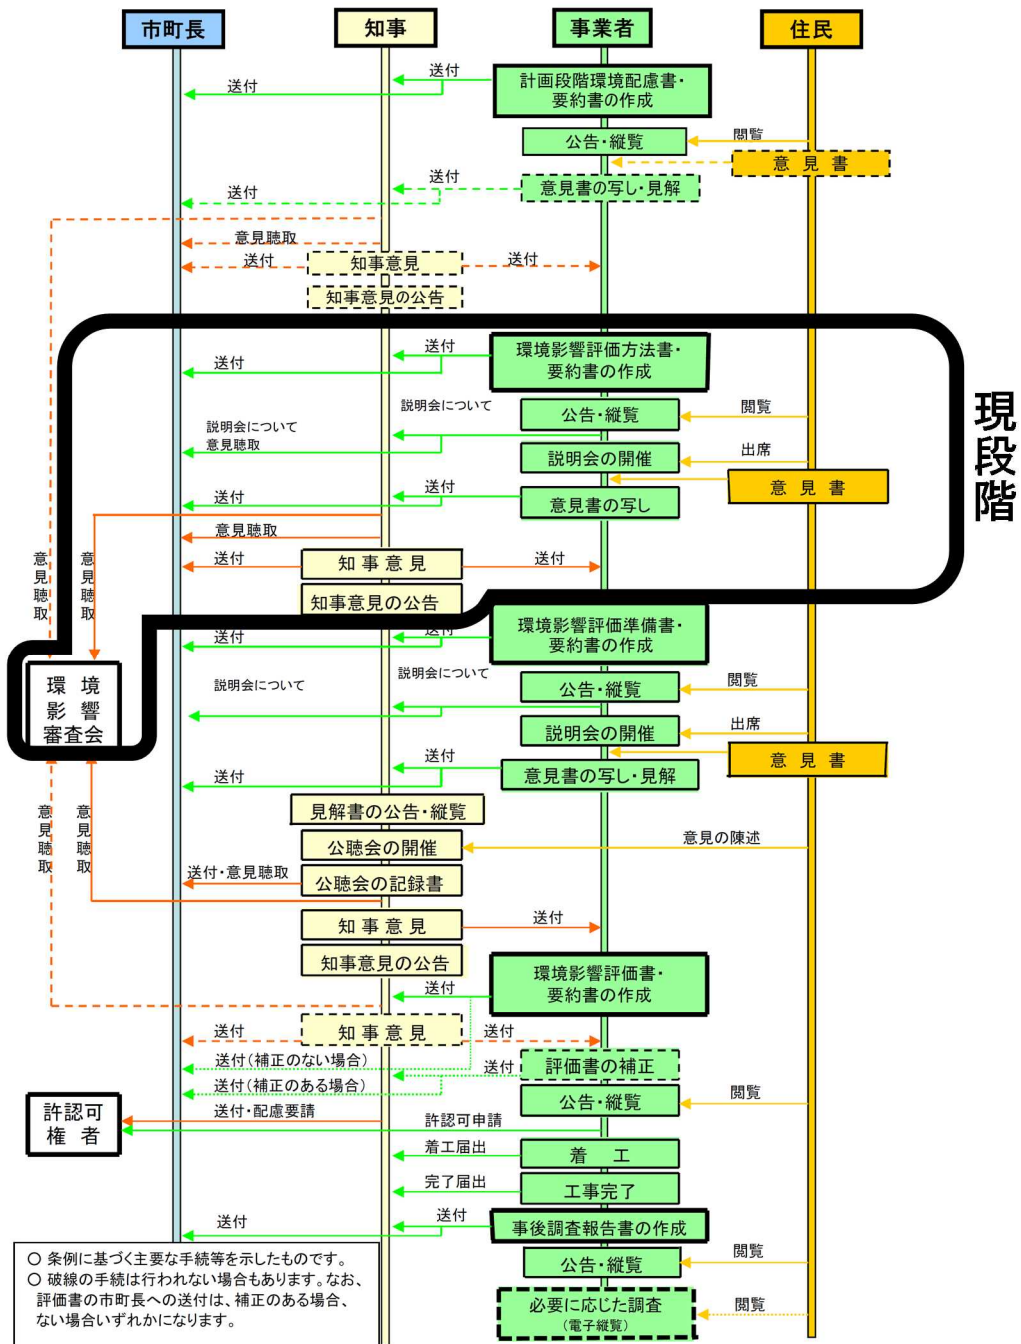 市町長
知事
事業者
住民
送付
送付
計画段階環境配慮書・
要約書の作成
公告・縦覧
閲覧
意 見 書
送付
送付
意見書の写し・見解
意見聴取
送付
知事意見
送付
知事意見の公告
現段階
送付
送付
環境影響評価方法書・
要約書の作成
公告・縦覧
閲覧
説明会について
説明会について
意見聴取
説明会の開催
出席
意 見 書
送付
送付
意見書の写し
意見聴取
送付
知 事 意 見
送付
知事意見の公告
意見聴取
意見聴取
送付
送付
環境影響評価準備書・
要約書の作成
環 境
影 響
審査会
説明会について
説明会について
公告・縦覧
閲覧
説明会の開催
出席
意 見 書
送付
送付
意見書の写し・見解
意見聴取
意見聴取
見解書の公告・縦覧
公聴会の開催
意見の陳述
送付・意見聴取
公聴会の記録書
知 事 意 見
送付
知事意見の公告
送付
環境影響評価書・
要約書の作成
送付
知 事 意 見
送付
送付(補正のない場合)
送付
評価書の補正
送付(補正のある場合)
公告・縦覧
閲覧
許認可
権 者
送付・配慮要請
許認可申請
着工届出
着 工
完了届出
工事完了
送付
送付
事後調査報告書の作成
公告・縦覧
閲覧
必要に応じた調査
(電子縦覧)
閲覧
○ 条例に基づく主要な手続等を示したものです。
○ 破線の手続は行われない場合もあります。なお、
評価書の市町長への送付は、補正のある場合、
ない場合いずれかになります。